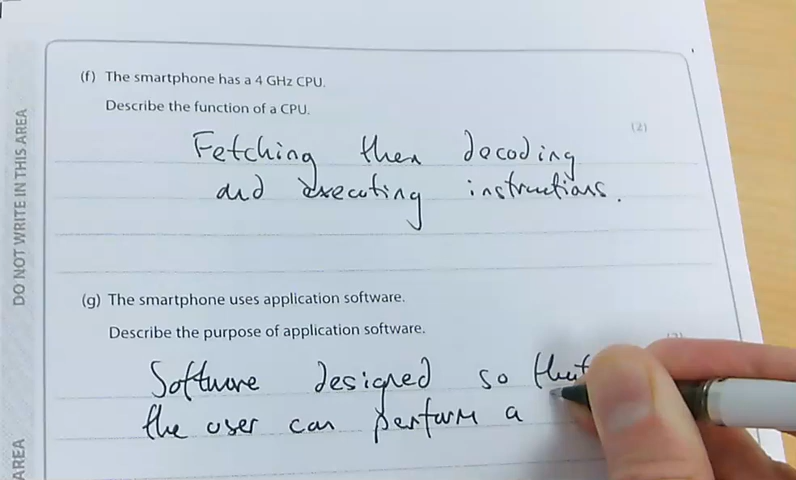 DO NOT WRITE IN THIS AREA
AREA
(f) The smartphone has a 4 GHz CPU.
Describe the function of a CPU.
(2)
Fetching then decoding
and executing instructions.
(g) The smartphone uses application software.
Describe the purpose of application software.
Software designed so that
the user can perform a